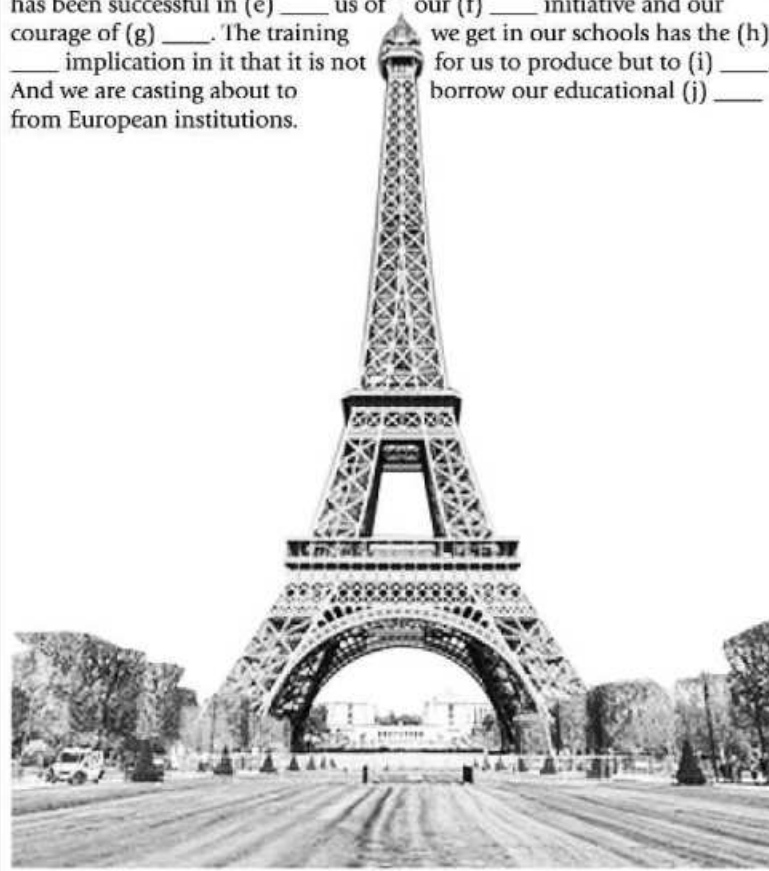 has been successful in (e) ____ us of our (f) ____ initiative and our
courage of (g) ____. The training we get in our schools has the (h)
____ implication in it that it is not for us to produce but to (i) ____
And we are casting about to borrow our educational (j) ____
from European institutions.